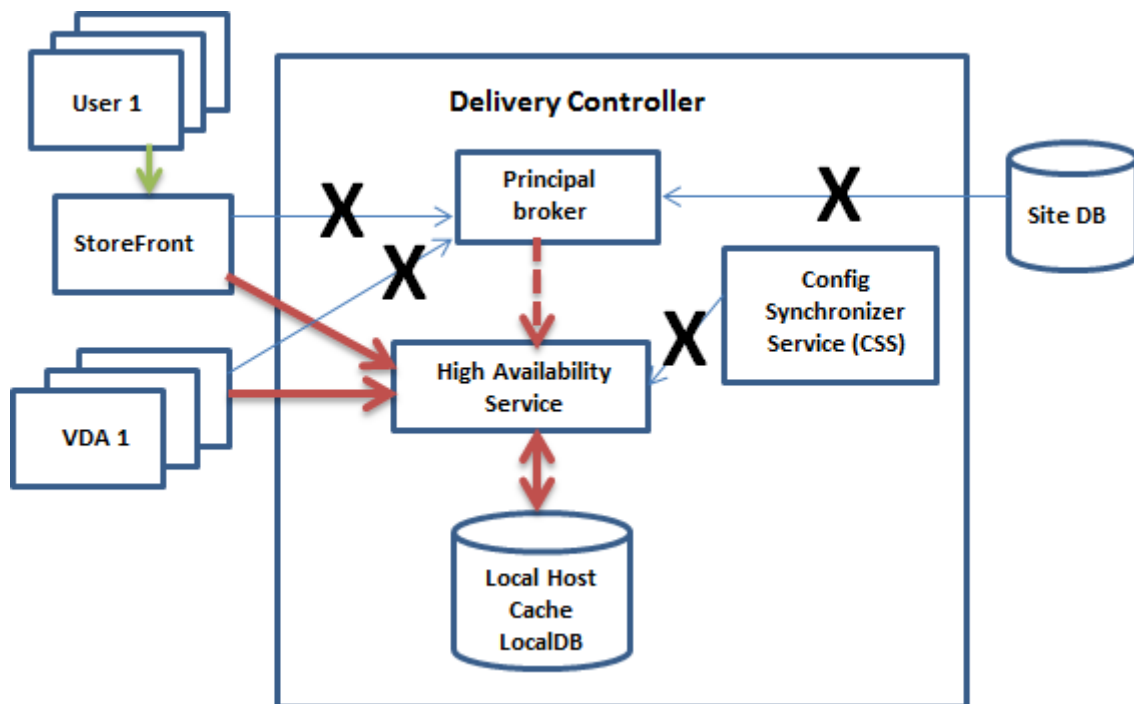 User 1
Delivery Controller
Principal
broker
X
X
StoreFront
Site DB
X
Config
Synchronizer
Service (CSS)
X
High Availability
Service
VDA 1
Local Host
Cache
LocalDB